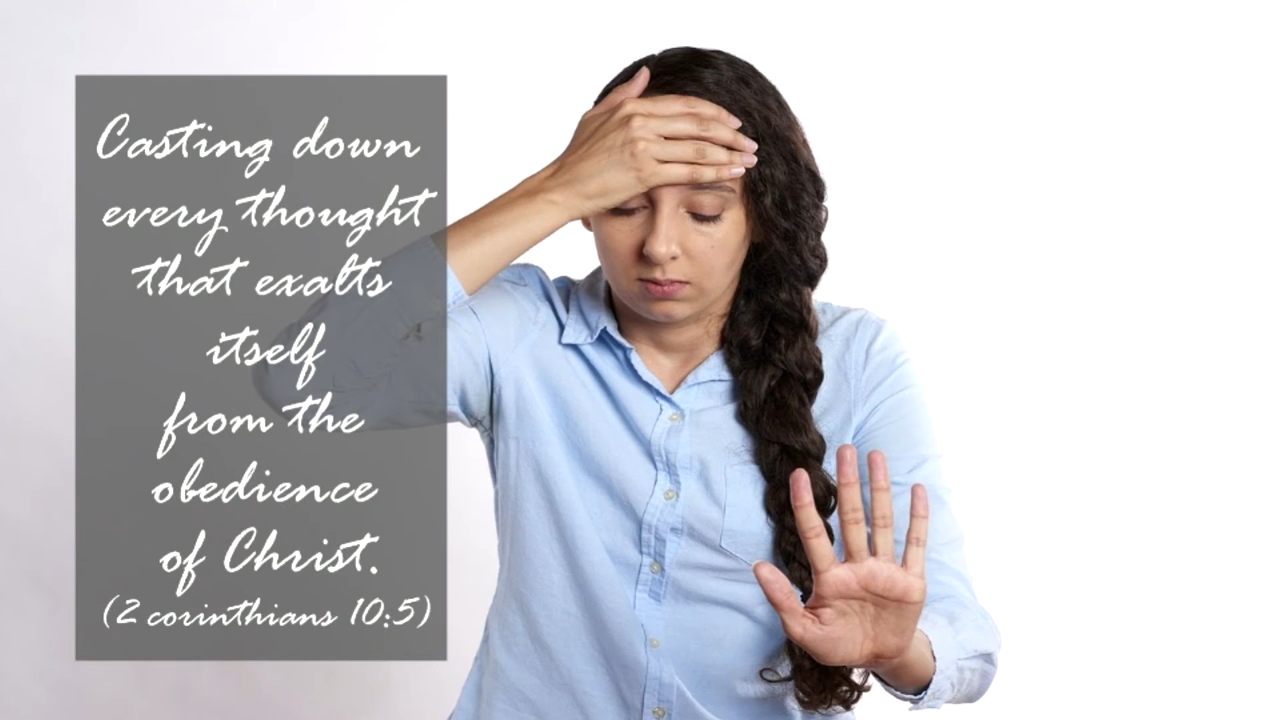 Casting down
every thought
that exalts
itself
from the
obedience
of Christ.
(2 corinthians 10:5)